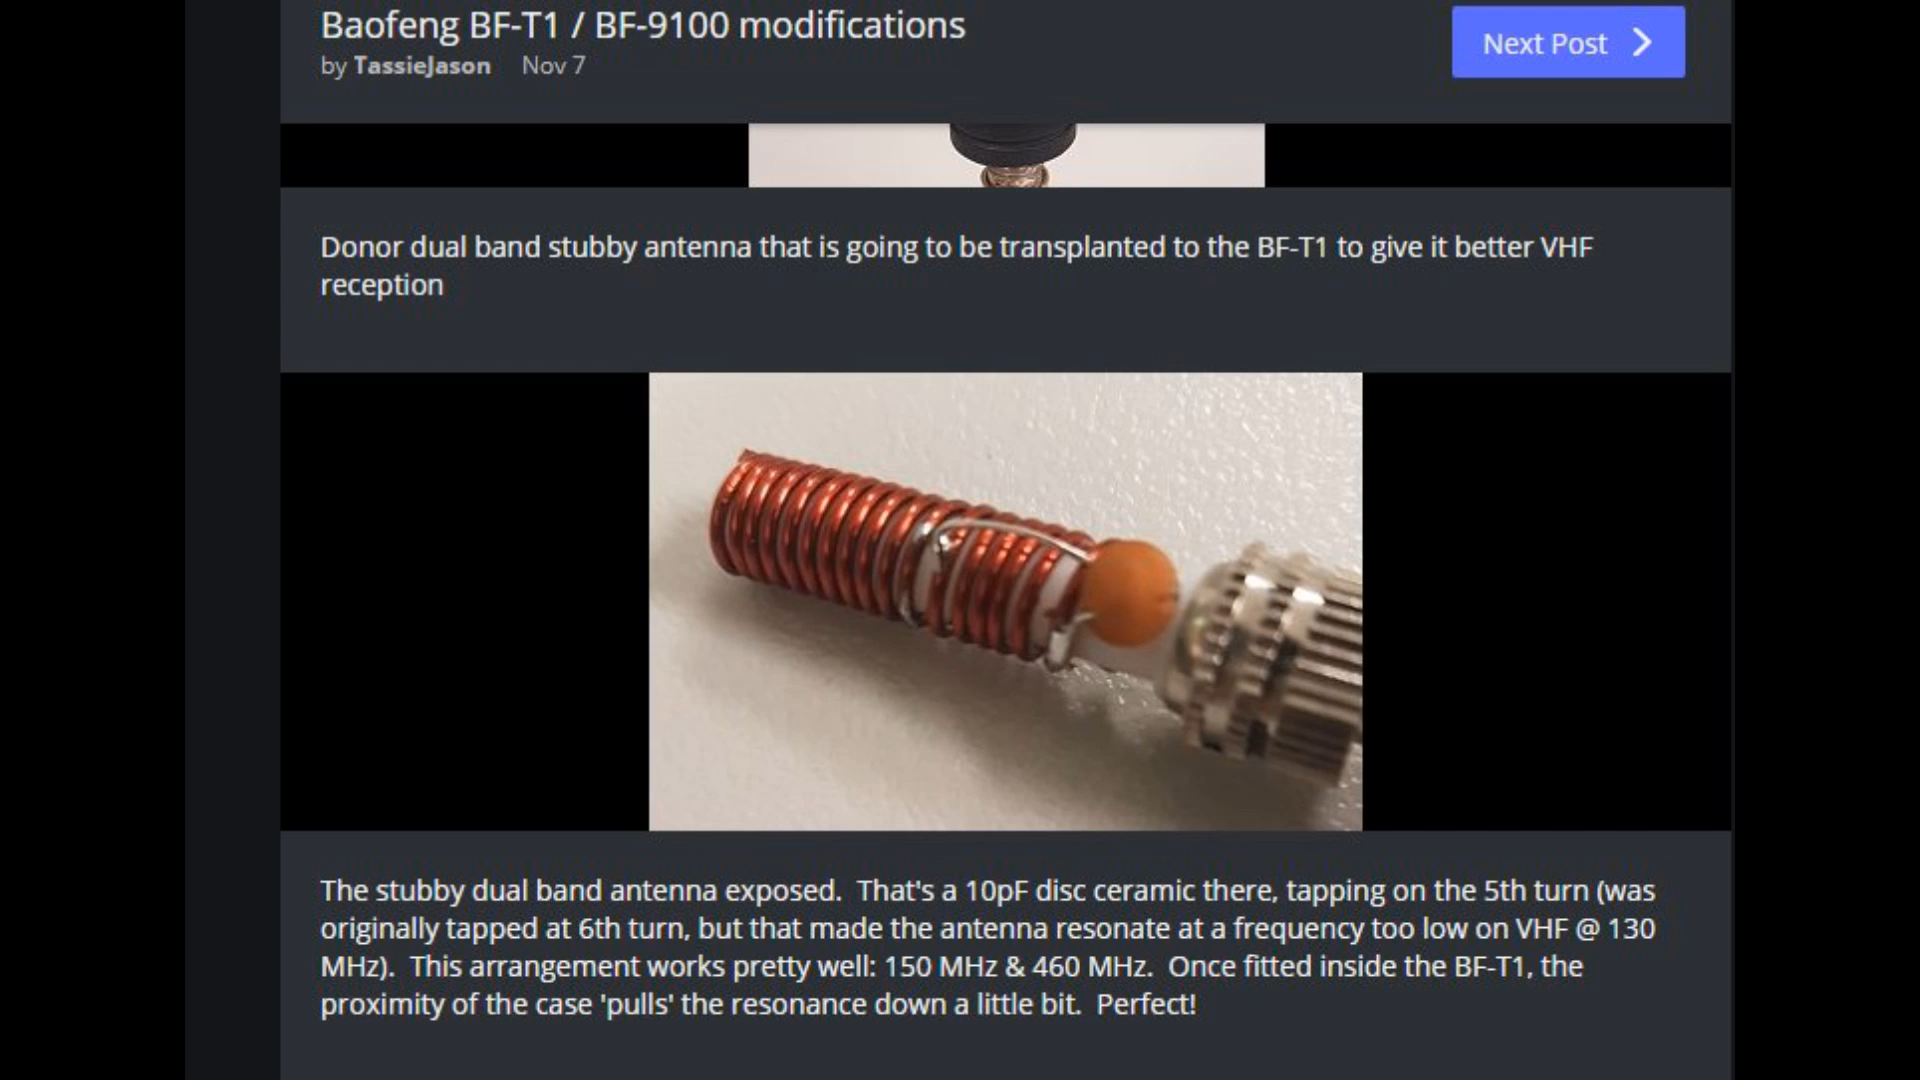 Baofeng BF-T1 / BF-9100 modifications
by TassieJason Nov 7
Next Post
Donor dual band stubby antenna that is going to be transplanted to the BF-T1 to give it better VHF
reception
The stubby dual band antenna exposed.  That's a 10pF disc ceramic there, tapping on the 5th turn (was
originally tapped at 6th turn, but that made the antenna resonate at a frequency too low on VHF @ 130
MHz).  This arrangement works pretty well: 150 MHz & 460 MHz.  Once fitted inside the BF-T1, the
proximity of the case 'pulls' the resonance down a little bit.  Perfect!